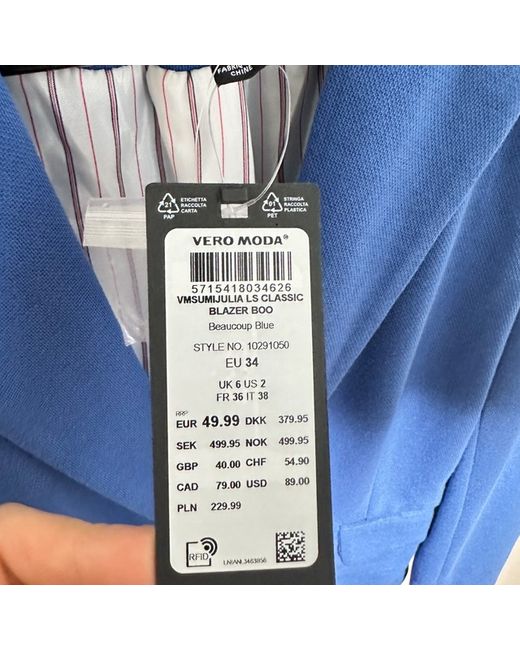 FABRIQ
CHINE
21
PAP
ETICHETTA
RACCOLTA
CARTA
01
PET
STRINGA
RACCOLTA
PLASTICA
VERO MODA®
5715418034626
VMSUMIJULIA LS CLASSIC
BLAZER BOO
Beaucoup Blue
STYLE NO. 10291050
EU 34
UK 6 US 2
FR 36 IT 38
RRP
EUR 49.99 DKK 379.95
SEK 499.95 NOK 499.95
GBP 40.00 CHF 54.90
CAD 79.00 USD 89.00
PLN 229.99
RFID